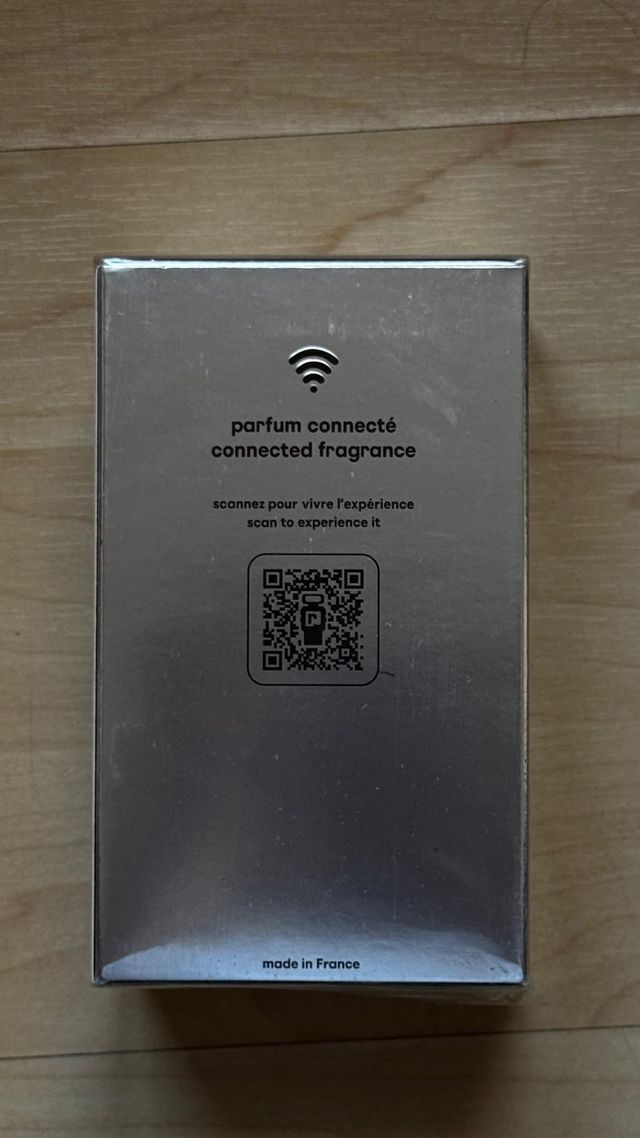 parfum connecté
connected fragrance
scannez pour vivre l'expérience
scan to experience it
made in France